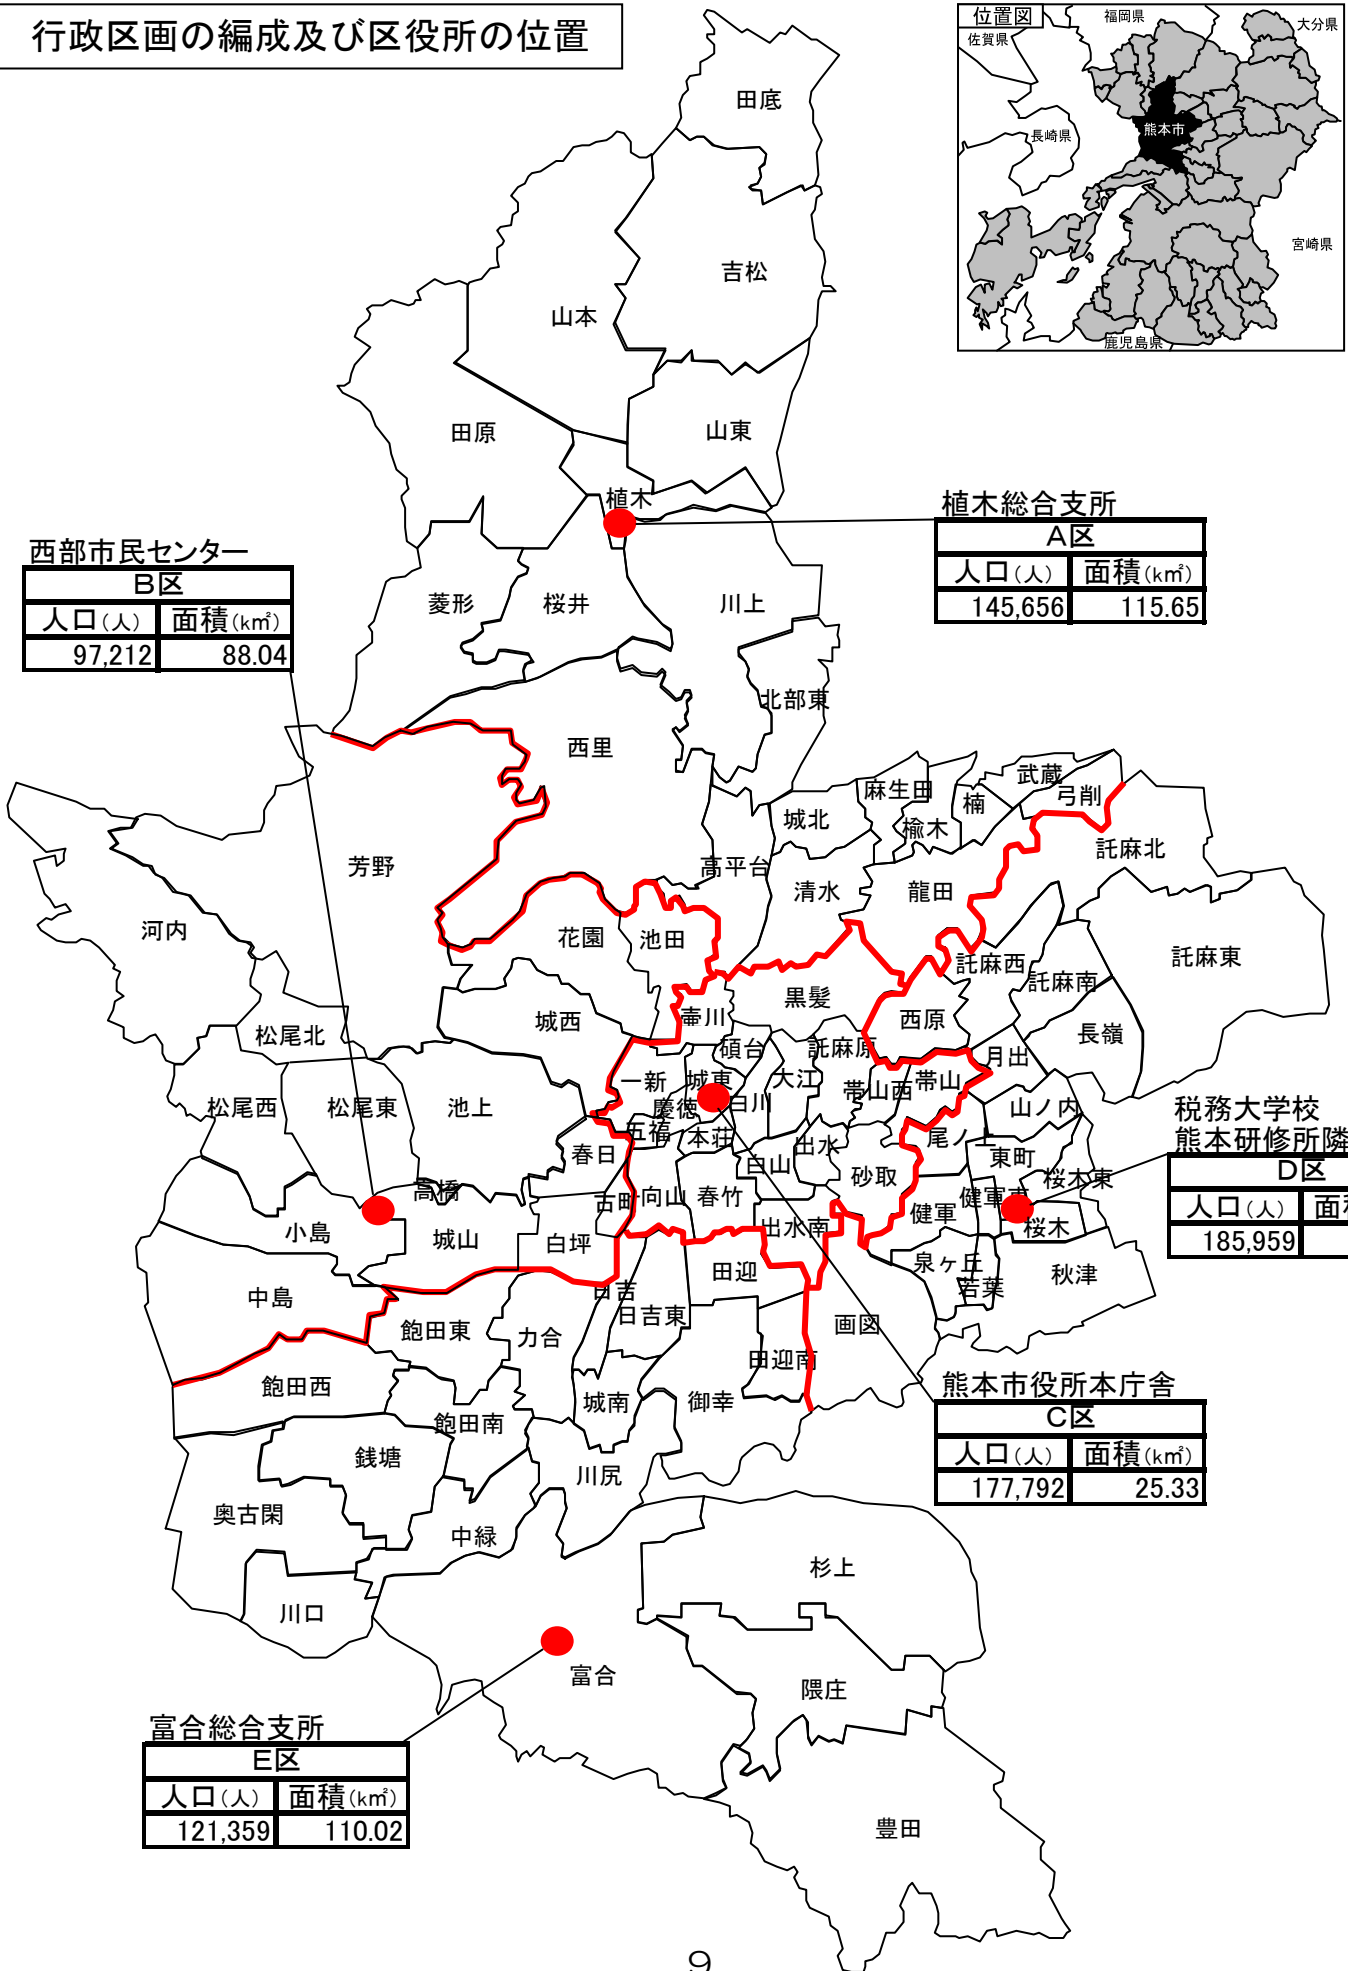 行政区画の編成及び区役所の位置
位置図
福岡県
佐賀県
大分県
長崎県
熊本市
宮崎県
鹿児島県
田底
吉松
山本
田原
山東
植木
植木総合支所
A区
人口(人) 面積(k㎡)
145,656 115.65
西部市民センター
B区
人口(人) 面積(k㎡)
97,212 88.04
菱形
桜井
川上
北部東
西里
芳野
河内
高平台
城北
麻生田
楡木
楠
武蔵
弓削
託麻北
清水
龍田
花園
池田
託麻西
託麻南
託麻東
黒髪
西原
長嶺
壷川
城西
松尾北
碩台
託麻原
月出
一新
城東
大江
帯山西
帯山
松尾西
松尾東
池上
慶徳
白川
山ノ内
五福
本荘
出水
尾ノ上
東町
春日
白山
砂取
桜木東
高橋
古町
向山
春竹
健軍
健軍東
桜木
小島
城山
白坪
出水南
税務大学校
熊本研修所隣
D区
人口(人) 面積
185,959
泉ヶ丘
若葉
秋津
中島
田迎
日吉
日吉東
画図
飽田東
力合
田迎南
飽田西
城南
御幸
飽田南
熊本市役所本庁舎
C区
人口(人) 面積(k㎡)
177,792 25.33
銭塘
川尻
奥古閑
中緑
杉上
川口
富合
隈庄
富合総合支所
E区
人口(人) 面積(k㎡)
121,359 110.02
豊田
9